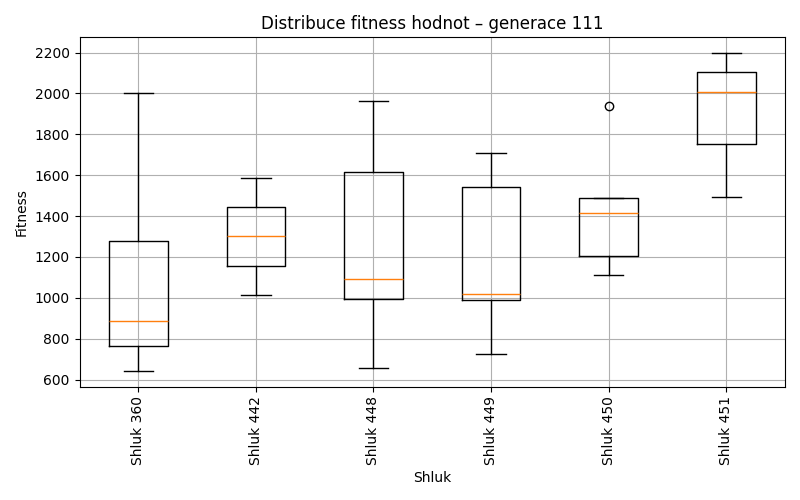 Distribuce fitness hodnot – generace 111
2200
2000
1800
1600
1400
1200
1000
800
600
Fitness
Shluk 360
Shluk 442
Shluk 448
Shluk 449
Shluk 450
Shluk 451
Shluk